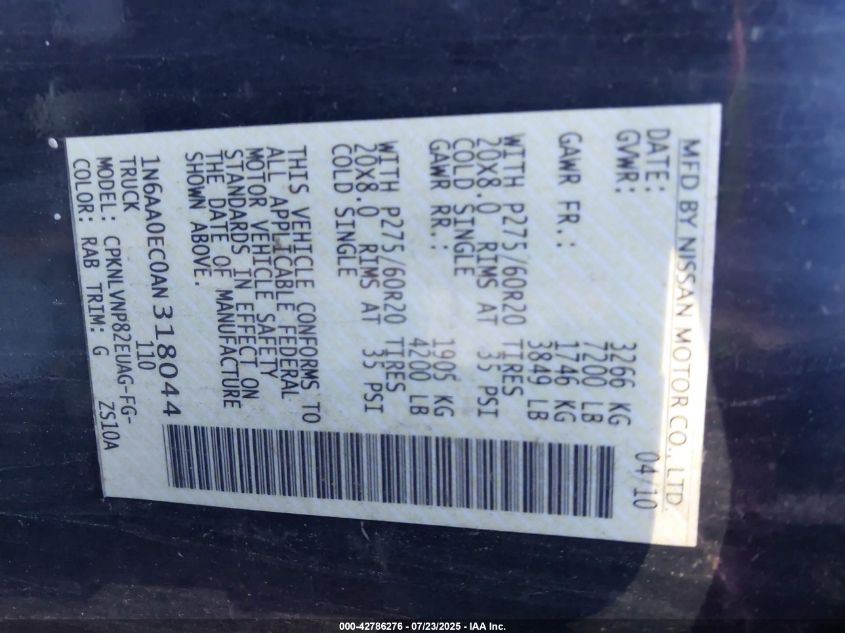 MFD BY NISSAN MOTOR CO., LTD.
DATE: 04/10
GVWR: 3266 KG
7200 LB
GAWR FR.: 1746 KG
3849 LB
WITH P275/60R20 TIRES
20X8.0 RIMS AT 35 PSI
COLD SINGLE
GAWR RR.: 1905 KG
4200 LB
WITH P275/60R20 TIRES
20X8.0 RIMS AT 35 PSI
COLD SINGLE
THIS VEHICLE CONFORMS TO
ALL APPLICABLE FEDERAL
MOTOR VEHICLE SAFETY
STANDARDS IN EFFECT ON
THE DATE OF MANUFACTURE
SHOWN ABOVE.
1N6AA0EC0AN318044
TRUCK 110
MODEL: CPKNLVNP82EUAG-FG-
COLOR: RAB TRIM: G ZS10A
000-42786276 - 07/23/2025 - IAA Inc.